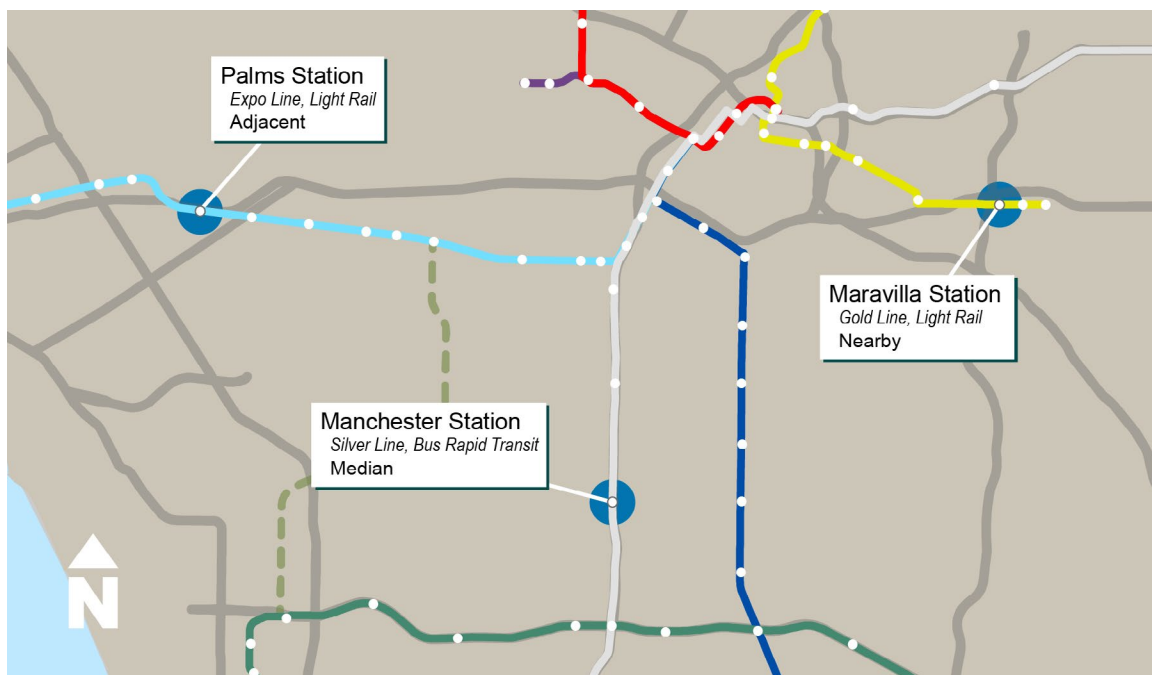 Palms Station
Expo Line, Light Rail
Adjacent
Maravilla Station
Gold Line, Light Rail
Nearby
Manchester Station
Silver Line, Bus Rapid Transit
Median
N